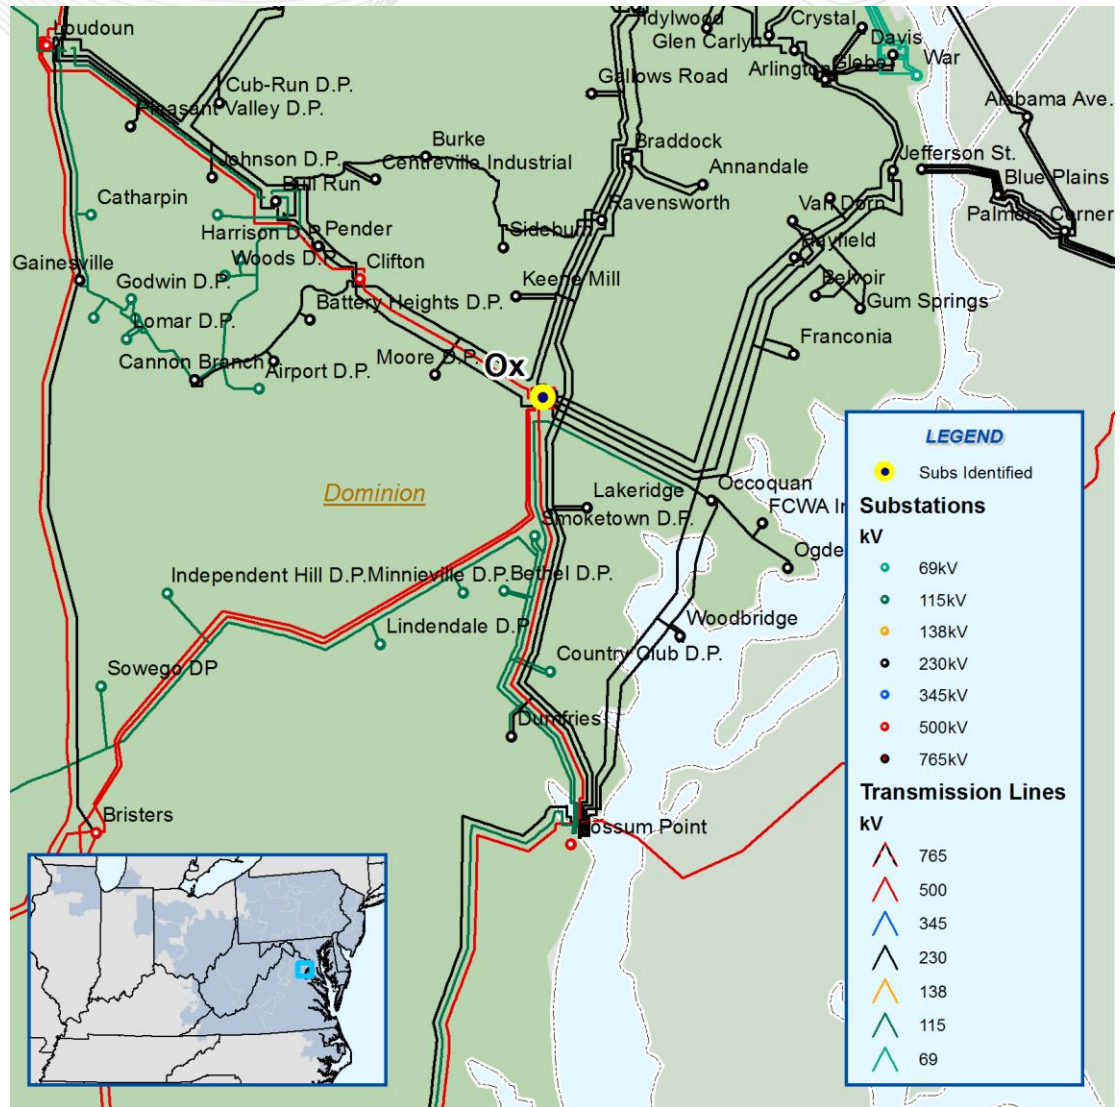 Loudoun
Idylwood
Crystal
Glen Carlyn
Davis
Arlington
Glebe
War
Gallows Road
Cub-Run D.P.
Pleasant Valley D.P.
Alabama Ave.
Burke
Braddock
Johnson D.P.
Centreville Industrial
Annandale
Jefferson St.
Bull Run
Blue Plains
Catharpin
Ravensworth
Van Dorn
Palmers Corner
Harrison D.P.
Pender
Sideburn
Hayfield
Gainesville
Woods D.P.
Clifton
Godwin D.P.
Keene Mill
Belvoir
Battery Heights D.P.
Gum Springs
Lomar D.P.
Franconia
Cannon Branch
Airport D.P.
Moore D.P.
Ox
Dominion
Lakeridge
Occoquan
Smoketown D.P.
FCWA
Independent Hill D.P.
Minnieville D.P.
Bethel D.P.
Lindendale D.P.
Woodbridge
Country Club D.P.
Sowego DP
Dumfries
Bristers
Possum Point
LEGEND
Subs Identified
Substations
kV
69kV
115kV
138kV
230kV
345kV
500kV
765kV
Transmission Lines
kV
765
500
345
230
138
115
69